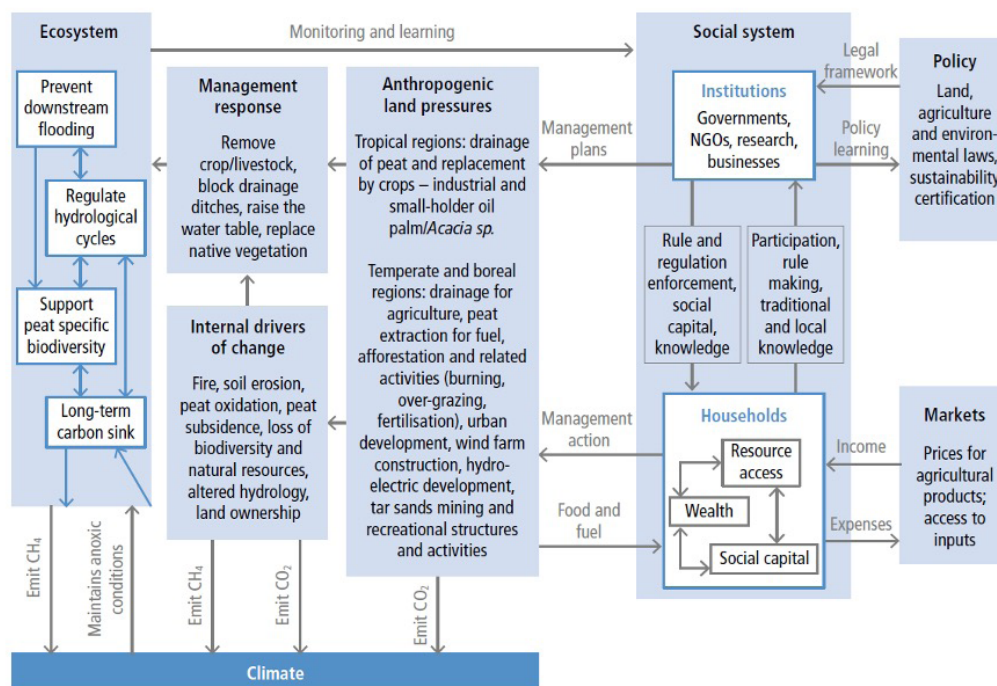 Ecosystem
Prevent
downstream
flooding
Regulate
hydrological
cycles
Support
peat specific
biodiversity
Long-term
carbon sink
Monitoring and learning
Management
response
Remove
crop/livestock,
block drainage
ditches, raise the
water table, replace
native vegetation
Internal drivers
of change
Fire, soil erosion,
peat oxidation, peat
subsidence, loss of
biodiversity and
natural resources,
altered hydrology,
land ownership
Anthropogenic
land pressures
Tropical regions: drainage
of peat and replacement
by crops – industrial and
small-holder oil
palm/Acacia sp.
Temperate and boreal
regions: drainage for
agriculture, peat
extraction for fuel,
afforestation and related
activities (burning,
over-grazing,
fertilisation), urban
development, wind farm
construction, hydro-
electric development,
tar sands mining and
recreational structures
and activities
Management
plans
Management
action
Food and
fuel
Social system
Institutions
Governments,
NGOs, research,
businesses
Rule and
regulation
enforcement,
social
capital,
knowledge
Participation,
rule
making,
traditional
and local
knowledge
Households
Resource
access
Wealth
Social capital
Legal
framework
Policy
learning
Income
Expenses
Policy
Land,
agriculture
and environ-
mental laws,
sustainability
certification
Markets
Prices for
agricultural
products;
access to
inputs
Emit CH₄
Maintains anoxic
conditions
Emit CH₄
Emit CO₂
Emit CO₂
Climate